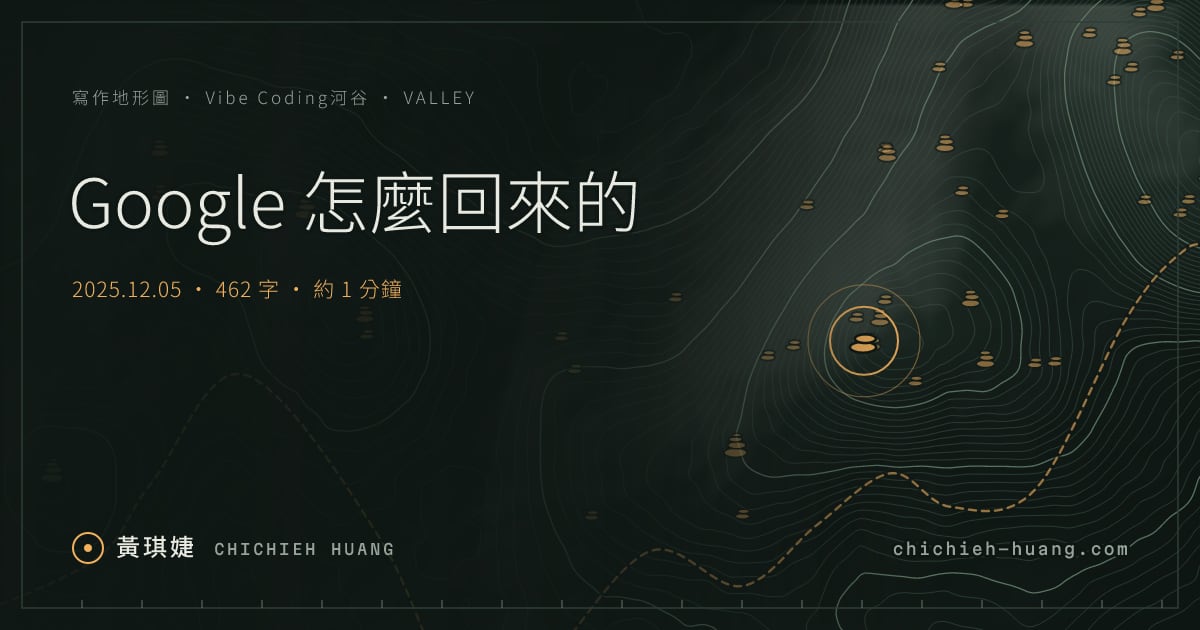 寫作地形圖 · Vibe Coding河谷 · VALLEY
Google 怎麼回來的
2025.12.05 · 462 字 · 約 1 分鐘
黃琪婕 CHICHIEH HUANG
chichieh-huang.com